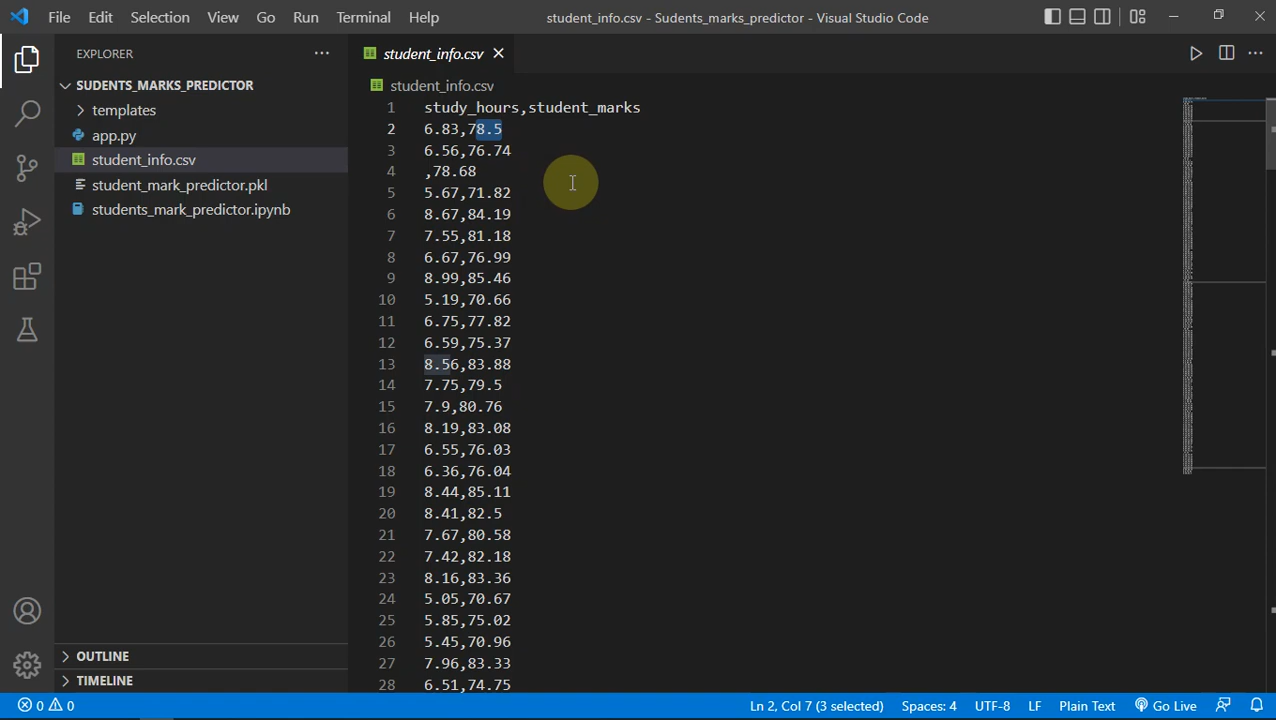 File Edit Selection View Go Run Terminal Help
student_info.csv - Sudents_marks_predictor - Visual Studio Code
EXPLORER
SUDENTS_MARKS_PREDICTOR
templates
app.py
student_info.csv
student_mark_predictor.pkl
students_mark_predictor.ipynb
OUTLINE
TIMELINE
student_info.csv
student_info.csv
1 study_hours,student_marks
2 6.83,78.5
3 6.56,76.74
4 ,78.68
5 5.67,71.82
6 8.67,84.19
7 7.55,81.18
8 6.67,76.99
9 8.99,85.46
10 5.19,70.66
11 6.75,77.82
12 6.59,75.37
13 8.56,83.88
14 7.75,79.5
15 7.9,80.76
16 8.19,83.08
17 6.55,76.03
18 6.36,76.04
19 8.44,85.11
20 8.41,82.5
21 7.67,80.58
22 7.42,82.18
23 8.16,83.36
24 5.05,70.67
25 5.85,75.02
26 5.45,70.96
27 7.96,83.33
28 6.51,74.75
0 0 Ln 2, Col 7 (3 selected) Spaces: 4 UTF-8 LF Plain Text Go Live